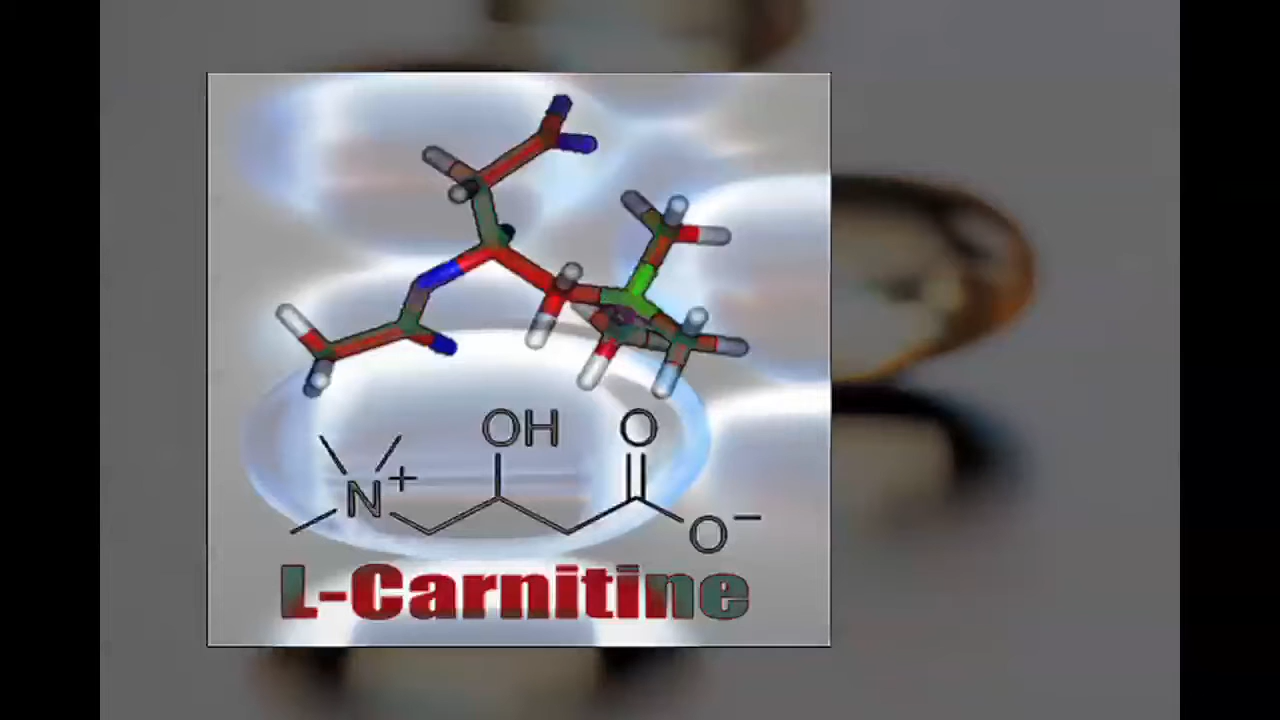 OH O
N +
O −
L-Carnitine